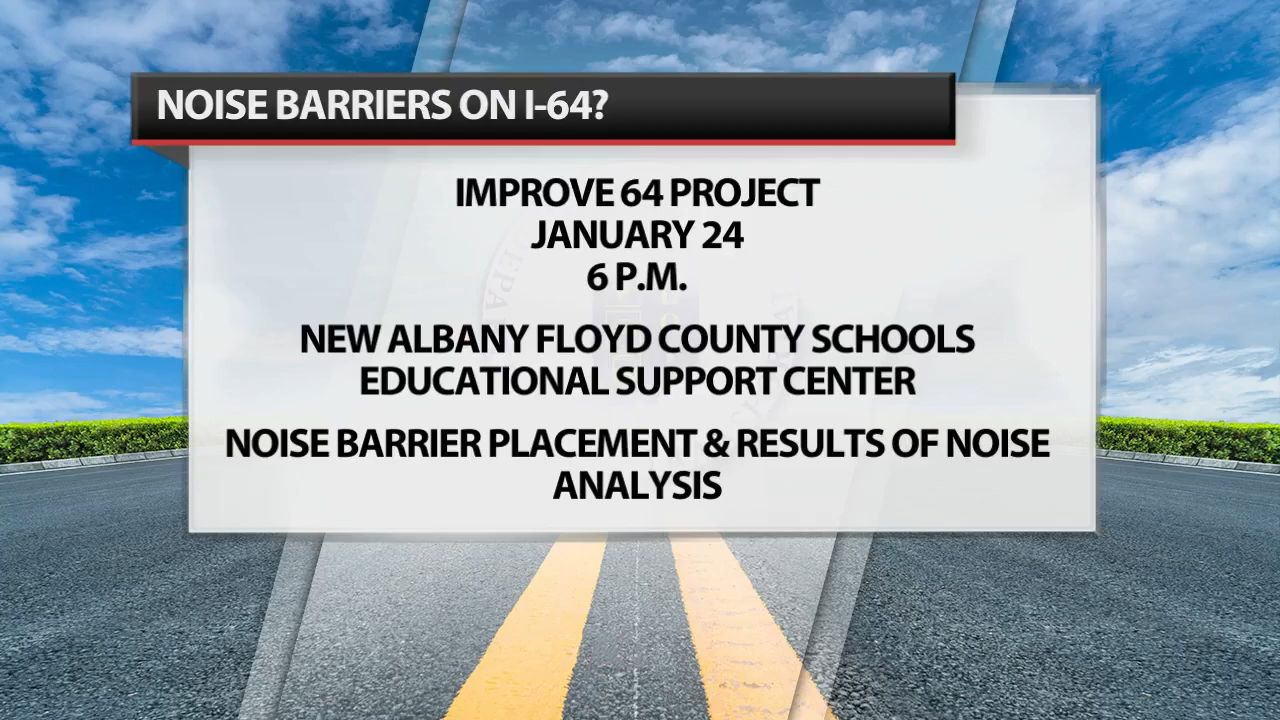 NOISE BARRIERS ON I-64?
IMPROVE 64 PROJECT
JANUARY 24
6 P.M.
NEW ALBANY FLOYD COUNTY SCHOOLS
EDUCATIONAL SUPPORT CENTER
NOISE BARRIER PLACEMENT & RESULTS OF NOISE
ANALYSIS